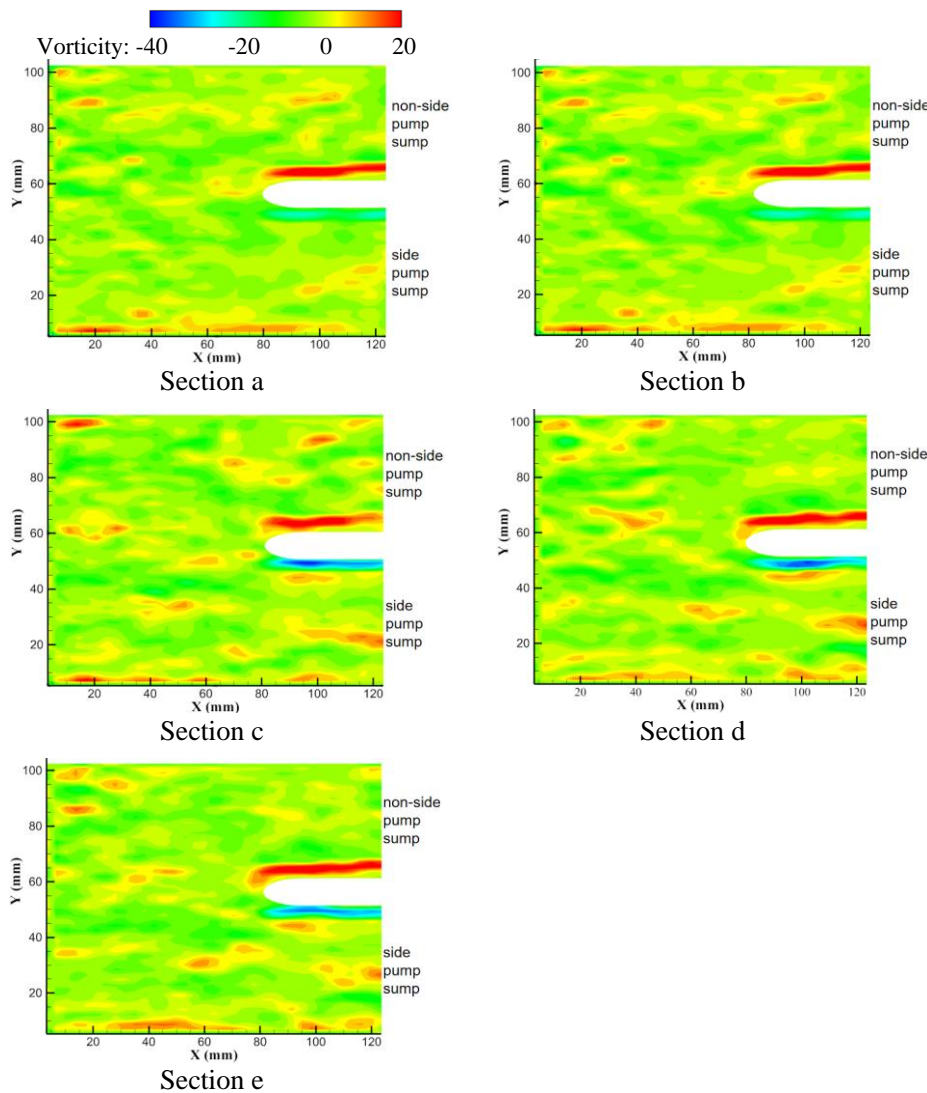 Vorticity: -40 -20 0 20
100
80
60
40
20
Y (mm)
20 40 60 80 100 120
X (mm)
non-side
pump
sump
side
pump
sump
Section a
100
80
60
40
20
Y (mm)
20 40 60 80 100 120
X (mm)
non-side
pump
sump
side
pump
sump
Section b
100
80
60
40
20
Y (mm)
20 40 60 80 100 120
X (mm)
non-side
pump
sump
side
pump
sump
Section c
100
80
60
40
20
Y (mm)
20 40 60 80 100 120
X (mm)
non-side
pump
sump
side
pump
sump
Section d
100
80
60
40
20
Y (mm)
20 40 60 80 100 120
X (mm)
non-side
pump
sump
side
pump
sump
Section e